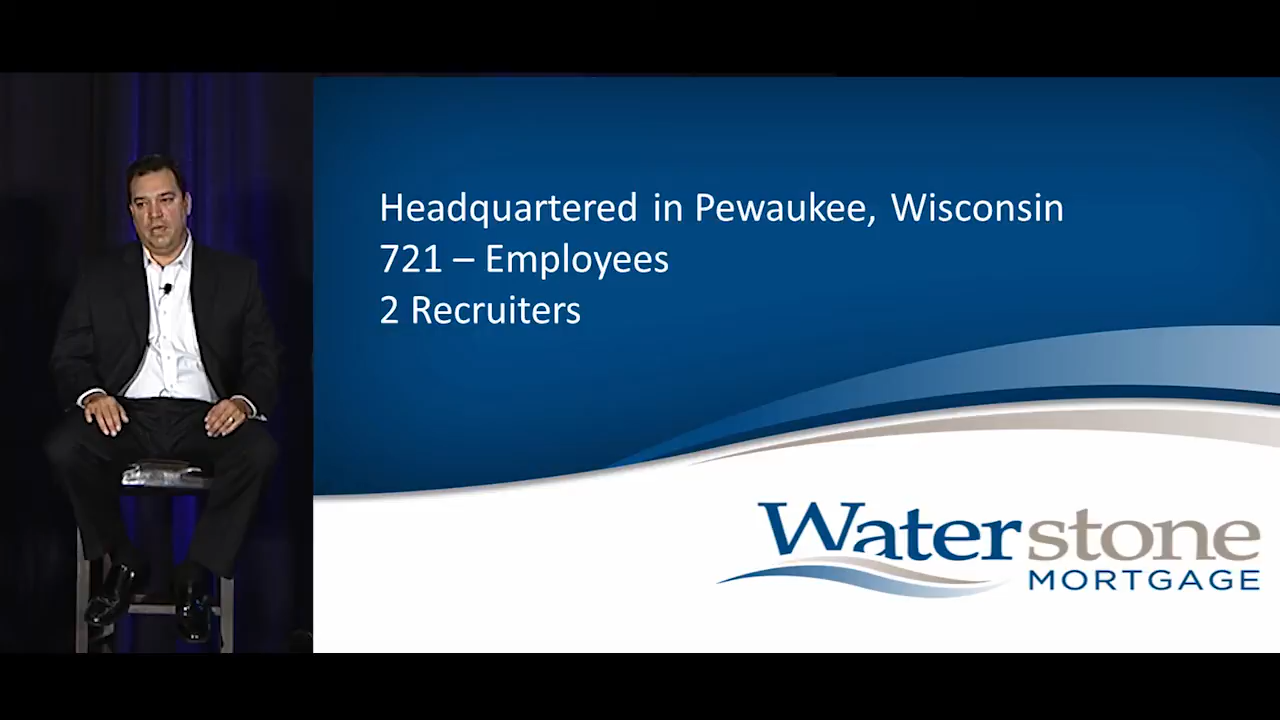 Headquartered in Pewaukee, Wisconsin
721 – Employees
2 Recruiters
Waterstone
MORTGAGE